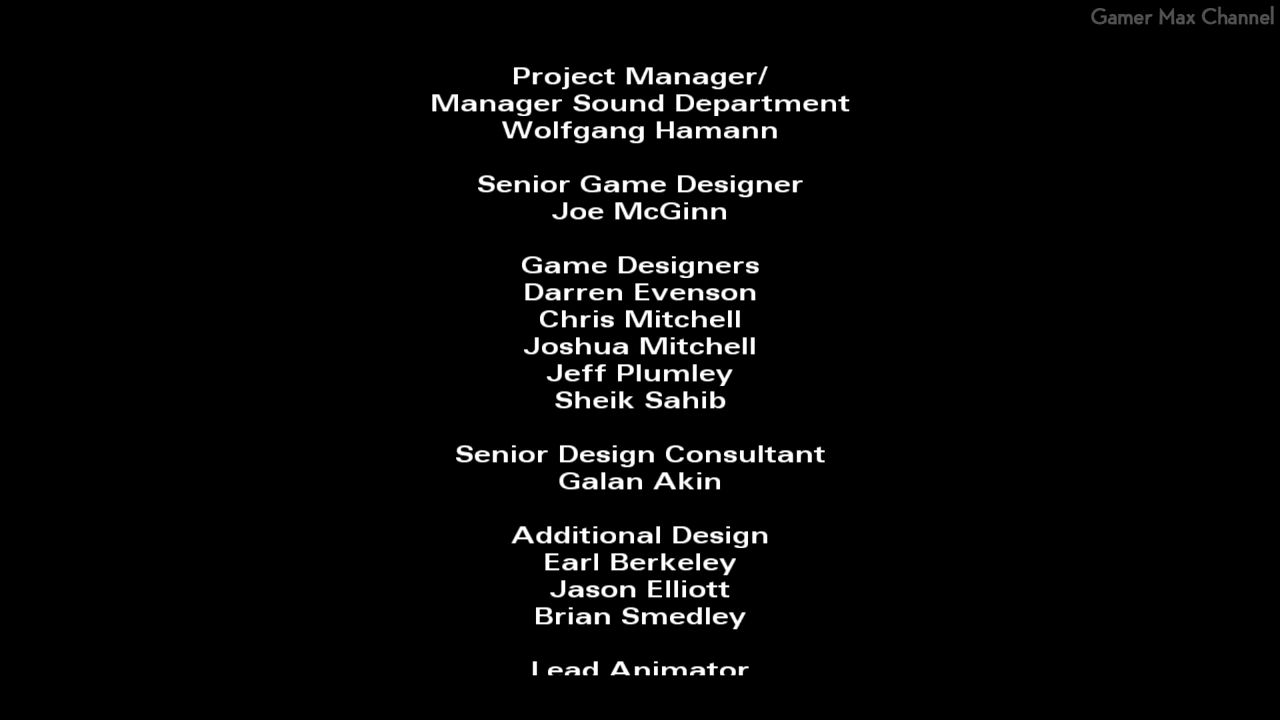 Gamer Max Channel
Project Manager/
Manager Sound Department
Wolfgang Hamann
Senior Game Designer
Joe McGinn
Game Designers
Darren Evenson
Chris Mitchell
Joshua Mitchell
Jeff Plumley
Sheik Sahib
Senior Design Consultant
Galan Akin
Additional Design
Earl Berkeley
Jason Elliott
Brian Smedley
Lead Animator